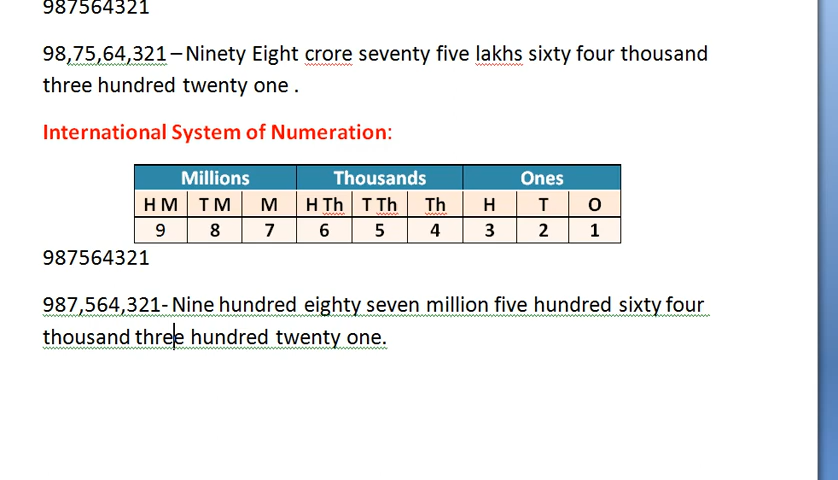 987564321
98,75,64,321 – Ninety Eight crore seventy five lakhs sixty four thousand
three hundred twenty one .
International System of Numeration:
Millions Thousands Ones
H M T M M H Th T Th Th H T O
9 8 7 6 5 4 3 2 1
987564321
987,564,321- Nine hundred eighty seven million five hundred sixty four
thousand three hundred twenty one.